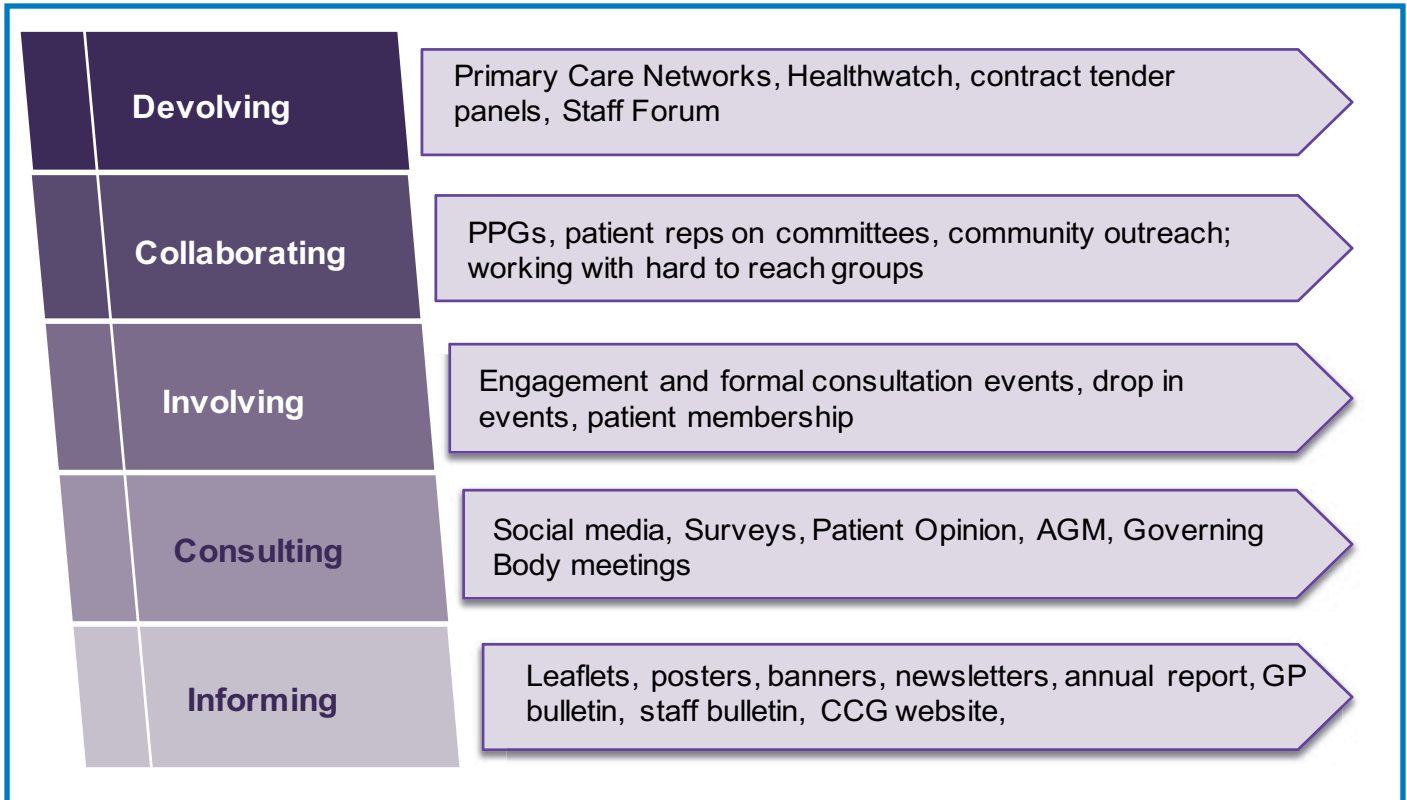 Devolving
Primary Care Networks, Healthwatch, contract tender
panels, Staff Forum
Collaborating
PPGs, patient reps on committees, community outreach;
working with hard to reach groups
Involving
Engagement and formal consultation events, drop in
events, patient membership
Consulting
Social media, Surveys, Patient Opinion, AGM, Governing
Body meetings
Informing
Leaflets, posters, banners, newsletters, annual report, GP
bulletin, staff bulletin, CCG website,